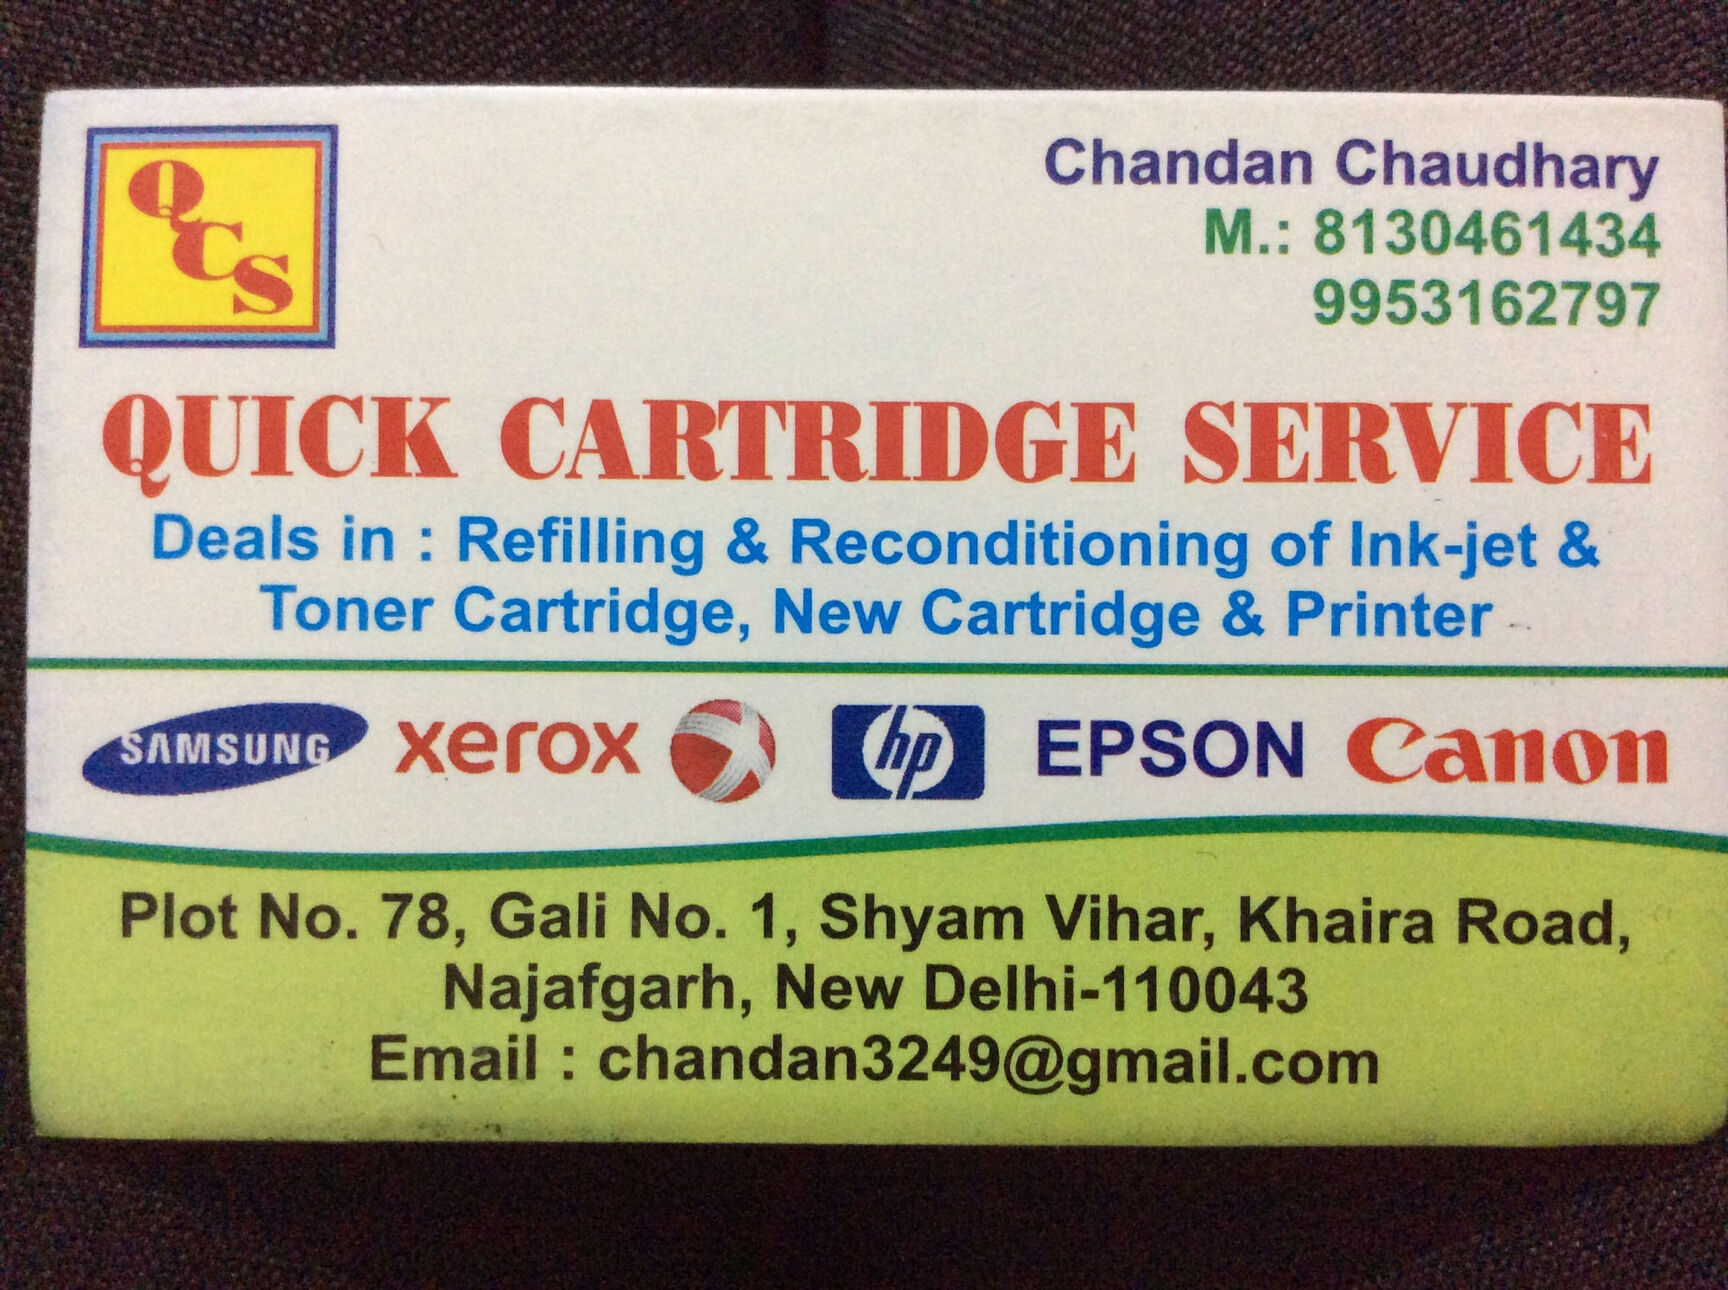 QCS
Chandan Chaudhary
M.: 8130461434
9953162797
QUICK CARTRIDGE SERVICE
Deals in : Refilling & Reconditioning of Ink-jet &
Toner Cartridge, New Cartridge & Printer
SAMSUNG xerox hp EPSON Canon
Plot No. 78, Gali No. 1, Shyam Vihar, Khaira Road,
Najafgarh, New Delhi-110043
Email : chandan3249@gmail.com